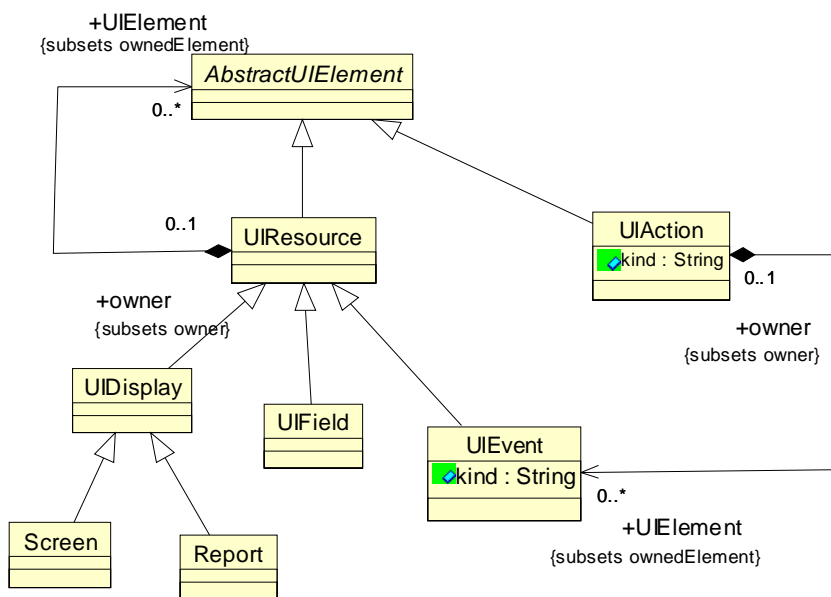 +UIElement
{subsets ownedElement}
AbstractUIElement
0..*
0..1
UIResource
UIAction
kind : String
0..1
+owner
{subsets owner}
+owner
{subsets owner}
UIDisplay
UIField
UIEvent
kind : String
0..*
+UIElement
{subsets ownedElement}
Screen
Report